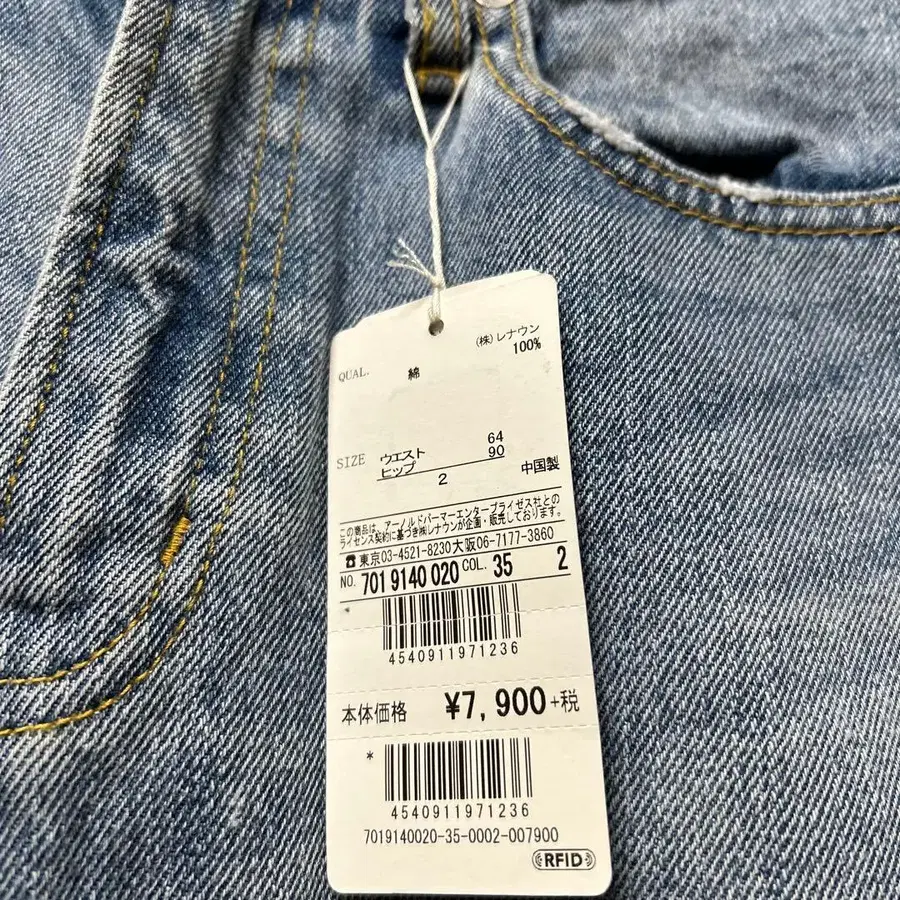 (株)レナウン
QUAL. 綿 100%
SIZE ウエスト 64
ヒップ 90
2 中国製
この商品は、アーノルドパーマーエンタープライゼス社との
ライセンス契約に基づき㈱レナウンが企画・販売しております。
☎東京03-4521-8230大阪06-7177-3860
NO. 7019140020 COL. 35 2
*
4540911971236
本体価格 ¥7,900+税
*
4540911971236
7019140020-35-0002-007900
RFID